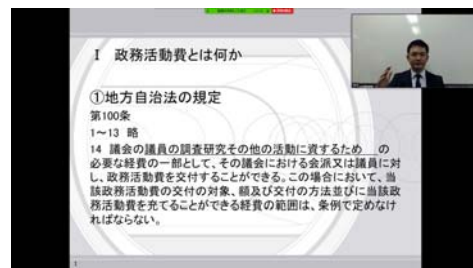 Ⅰ　政務活動費とは何か
①地方自治法の規定
第100条
1～13 略
14 議会の議員の調査研究その他の活動に資するため　の
必要な経費の一部として、その議会における会派又は議員に対
し、政務活動費を交付することができる。この場合において、当
該政務活動費の交付の対象、額及び交付の方法並びに当該政
務活動費を充てることができる経費の範囲は、条例で定めなけ
ればならない。
1